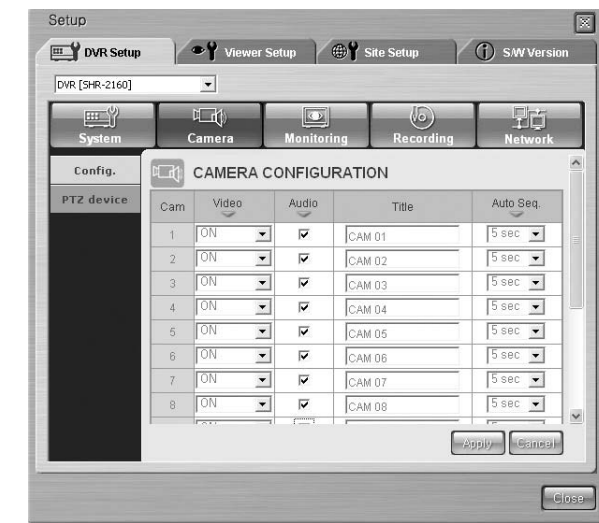 Setup
DVR Setup Viewer Setup Site Setup S/W Version
DVR [SHR-2160]
System Camera Monitoring Recording Network
Config.
PTZ device
CAMERA CONFIGURATION
Cam Video Audio Title Auto Seq.
1 ON CAM 01 5 sec
2 ON CAM 02 5 sec
3 ON CAM 03 5 sec
4 ON CAM 04 5 sec
5 ON CAM 05 5 sec
6 ON CAM 06 5 sec
7 ON CAM 07 5 sec
8 ON CAM 08 5 sec
Apply Cancel
Close